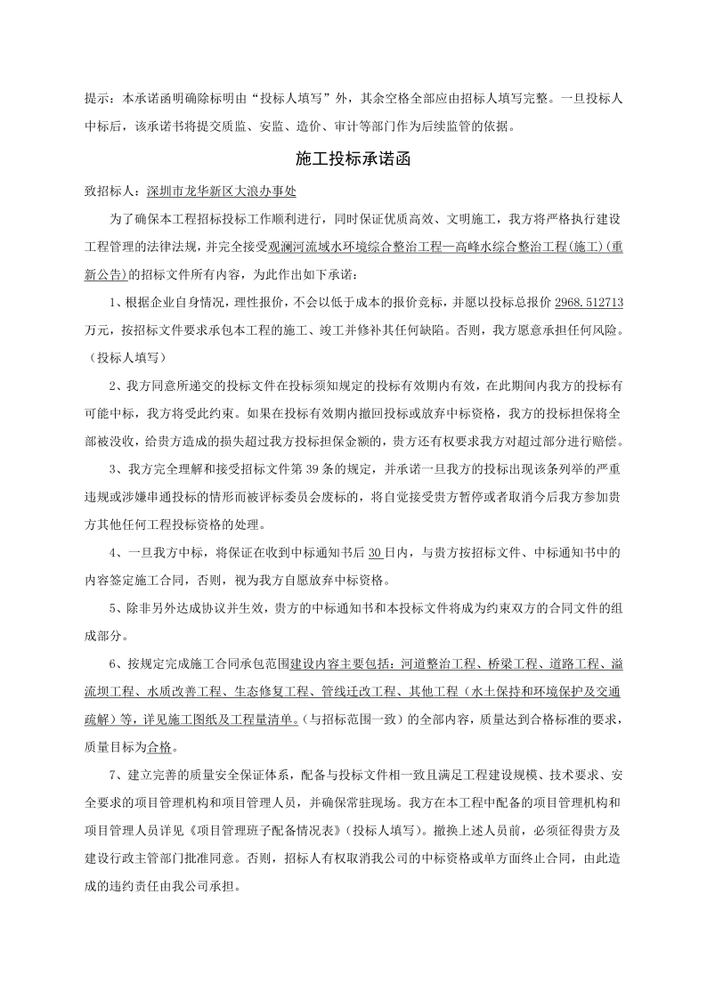 提示：本承诺函明确除标明由“投标人填写”外，其余空格全部应由招标人填写完整。一旦投标人
中标后，该承诺书将提交质监、安监、造价、审计等部门作为后续监管的依据。
施工投标承诺函
致招标人：深圳市龙华新区大浪办事处
为了确保本工程招标投标工作顺利进行，同时保证优质高效、文明施工，我方将严格执行建设
工程管理的法律法规，并完全接受观澜河流域水环境综合整治工程—高峰水综合整治工程(施工)(重
新公告)的招标文件所有内容，为此作出如下承诺：
1、根据企业自身情况，理性报价，不会以低于成本的报价竞标，并愿以投标总报价 2968.512713
万元，按招标文件要求承包本工程的施工、竣工并修补其任何缺陷。否则，我方愿意承担任何风险。
（投标人填写）
2、我方同意所递交的投标文件在投标须知规定的投标有效期内有效，在此期间内我方的投标有
可能中标，我方将受此约束。如果在投标有效期内撤回投标或放弃中标资格，我方的投标担保将全
部被没收，给贵方造成的损失超过我方投标担保金额的，贵方还有权要求我方对超过部分进行赔偿。
3、我方完全理解和接受招标文件第 39 条的规定，并承诺一旦我方的投标出现该条列举的严重
违规或涉嫌串通投标的情形而被评标委员会废标的，将自觉接受贵方暂停或者取消今后我方参加贵
方其他任何工程投标资格的处理。
4、一旦我方中标，将保证在收到中标通知书后 30 日内，与贵方按招标文件、中标通知书中的
内容签定施工合同，否则，视为我方自愿放弃中标资格。
5、除非另外达成协议并生效，贵方的中标通知书和本投标文件将成为约束双方的合同文件的组
成部分。
6、按规定完成施工合同承包范围建设内容主要包括：河道整治工程、桥梁工程、道路工程、溢
流坝工程、水质改善工程、生态修复工程、管线迁改工程、其他工程（水土保持和环境保护及交通
疏解）等，详见施工图纸及工程量清单。（与招标范围一致）的全部内容，质量达到合格标准的要求，
质量目标为合格。
7、建立完善的质量安全保证体系，配备与投标文件相一致且满足工程建设规模、技术要求、安
全要求的项目管理机构和项目管理人员，并确保常驻现场。我方在本工程中配备的项目管理机构和
项目管理人员详见《项目管理班子配备情况表》（投标人填写）。撤换上述人员前，必须征得贵方及
建设行政主管部门批准同意。否则，招标人有权取消我公司的中标资格或单方面终止合同，由此造
成的违约责任由我公司承担。